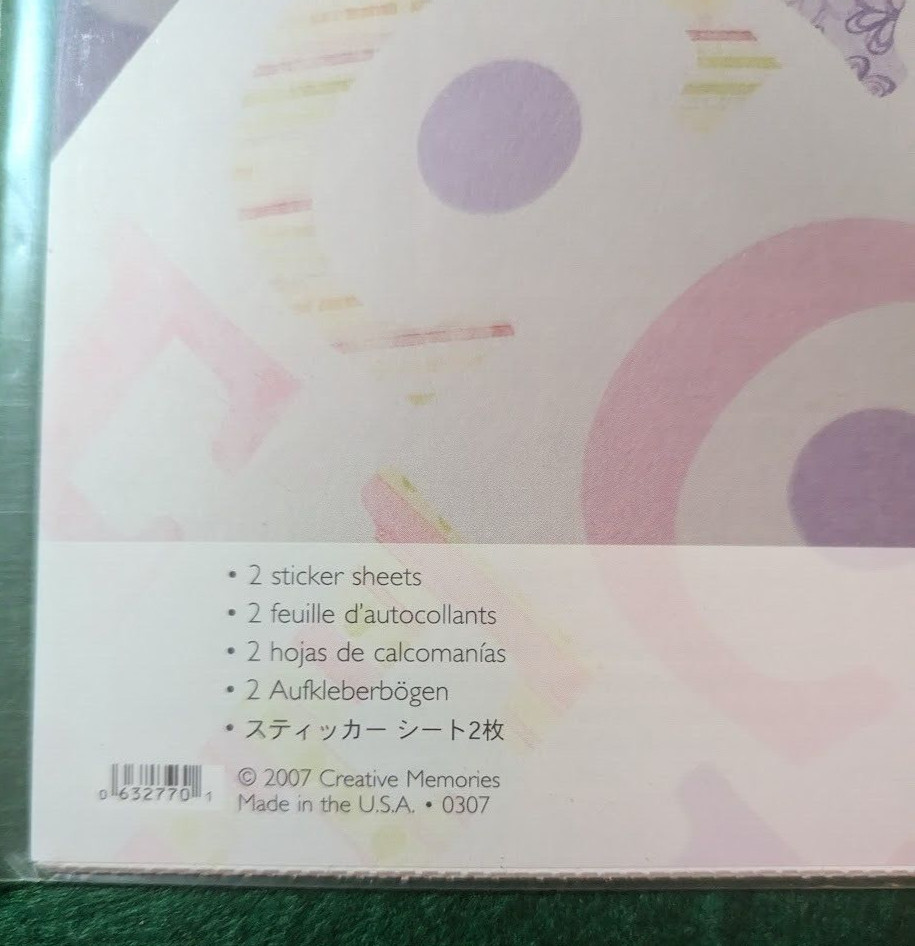 • 2 sticker sheets
• 2 feuille d'autocollants
• 2 hojas de calcomanías
• 2 Aufkleberbögen
• スティッカー シート2枚
0 632770 1
© 2007 Creative Memories
Made in the U.S.A. • 0307